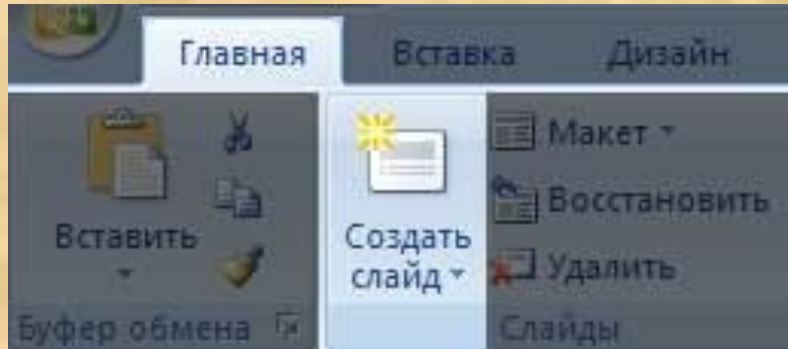 Главная Вставка Дизайн
Вставить
Буфер обмена
Создать
слайд
Макет
Восстановить
Удалить
Слайды